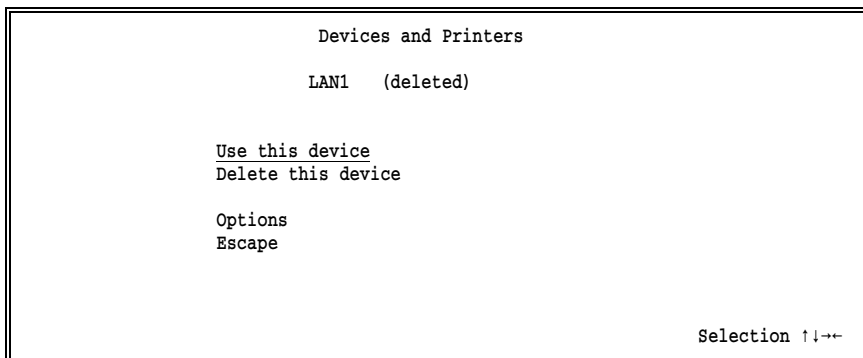 Devices and Printers
LAN1 (deleted)
Use this device
Delete this device
Options
Escape
Selection ↑↓→←